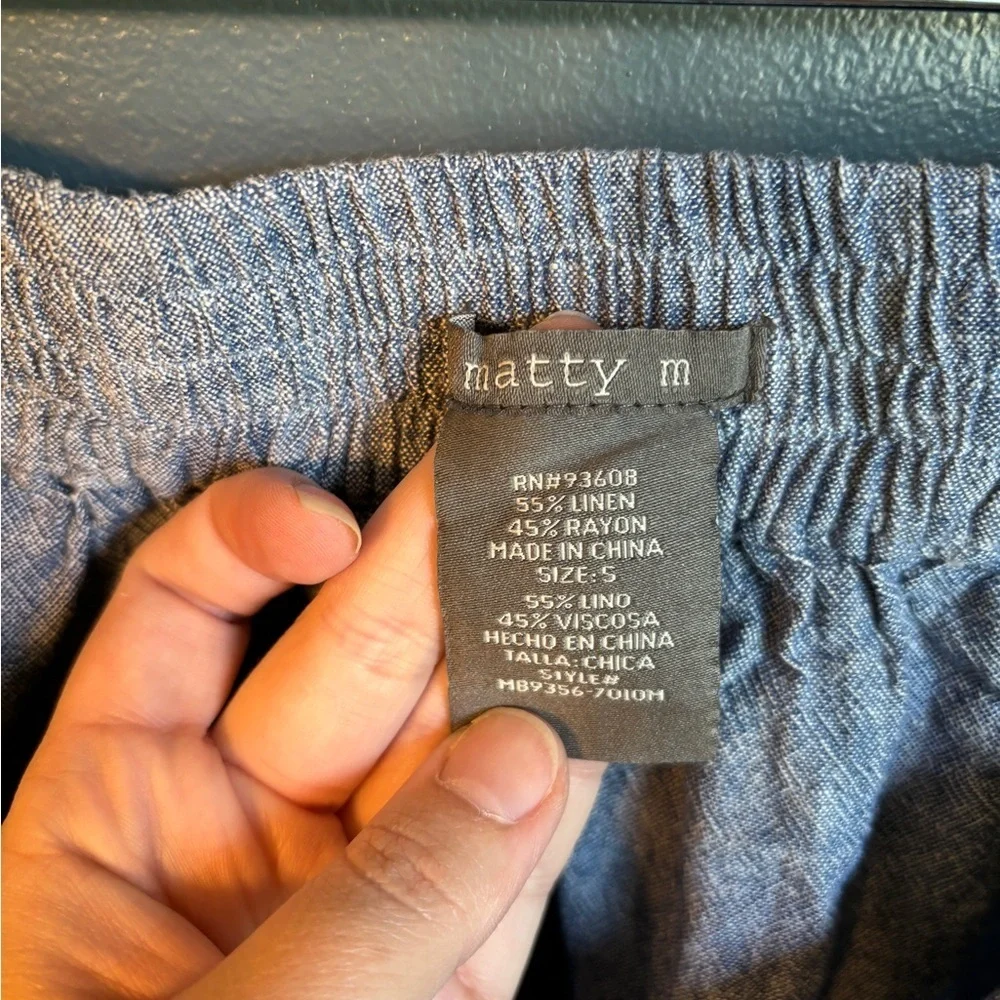 matty m
RN#93608
55% LINEN
45% RAYON
MADE IN CHINA
SIZE: S
55% LINO
45% VISCOSA
HECHO EN CHINA
TALLA: CHICA
STYLE#
MB9356-7010M